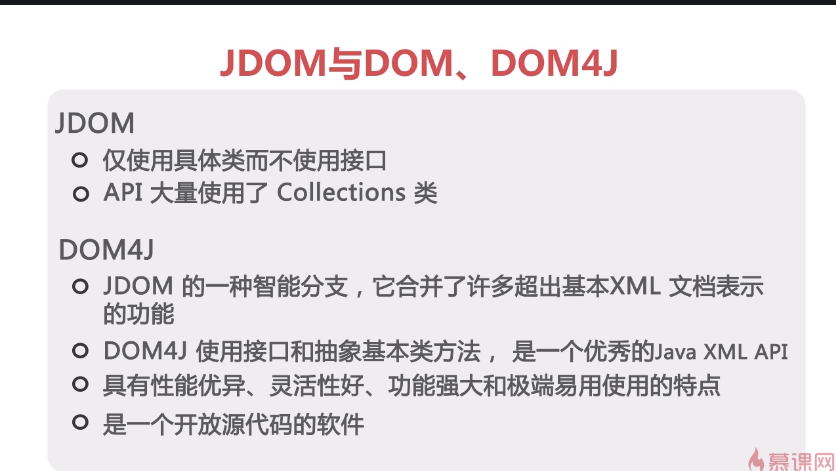 JDOM与DOM、DOM4J
JDOM
仅使用具体类而不使用接口
API 大量使用了 Collections 类
DOM4J
JDOM 的一种智能分支，它合并了许多超出基本XML 文档表示
的功能
DOM4J 使用接口和抽象基本类方法， 是一个优秀的Java XML API
具有性能优异、灵活性好、功能强大和极端易用使用的特点
是一个开放源代码的软件
慕课网